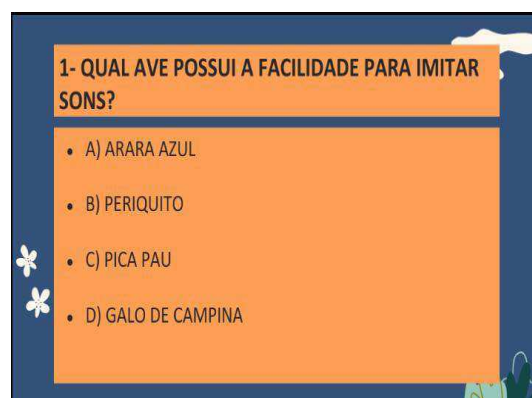 1- QUAL AVE POSSUI A FACILIDADE PARA IMITAR
SONS?
• A) ARARA AZUL
• B) PERIQUITO
• C) PICA PAU
• D) GALO DE CAMPINA